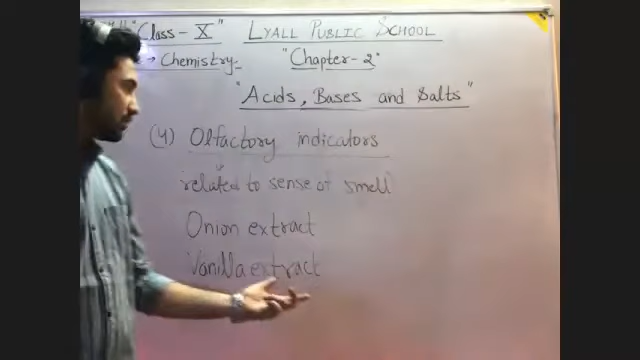 "Class - X" LYALL PUBLIC SCHOOL
→ Chemistry- "Chapter-2"
"Acids, Bases and Salts"
(4) Olfactory indicators
related to sense of smell
Onion extract
Vanilla extract